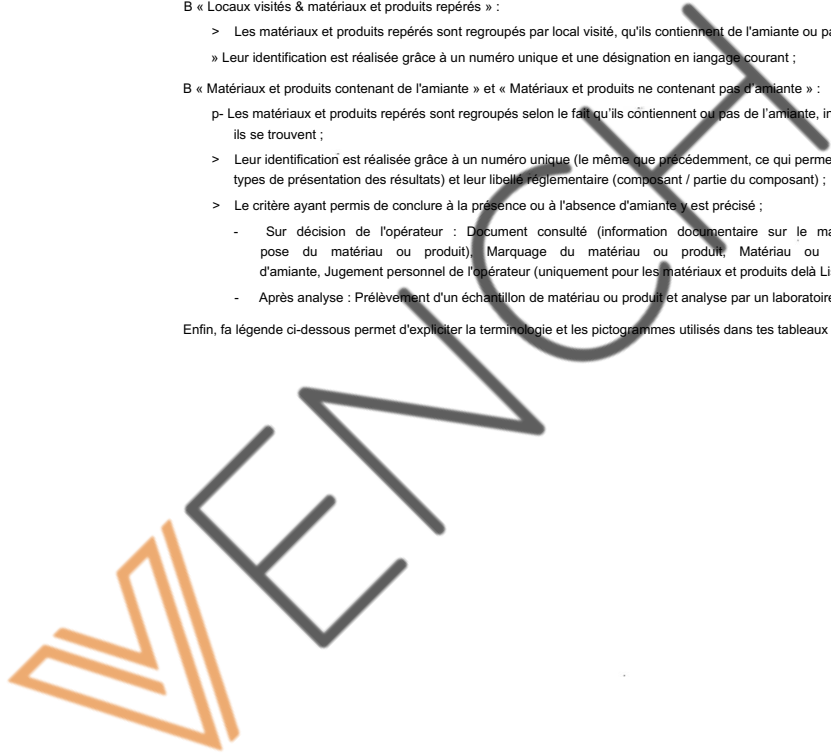 B « Locaux visités & matériaux et produits repérés » :
> Les matériaux et produits repérés sont regroupés par local visité, qu'ils contiennent de l'amiante ou pa
» Leur identification est réalisée grâce à un numéro unique et une désignation en iangage courant ;
B « Matériaux et produits contenant de l'amiante » et « Matériaux et produits ne contenant pas d'amiante » :
p- Les matériaux et produits repérés sont regroupés selon le fait qu'ils contiennent ou pas de l'amiante, in
ils se trouvent ;
> Leur identification est réalisée grâce à un numéro unique (le même que précédemment, ce qui perme
types de présentation des résultats) et leur libellé réglementaire (composant / partie du composant) ;
> Le critère ayant permis de conclure à la présence ou à l'absence d'amiante y est précisé ;
- Sur décision de l'opérateur : Document consulté (information documentaire sur le ma
pose du matériau ou produit), Marquage du matériau ou produit, Matériau ou
d'amiante, Jugement personnel de l'opérateur (uniquement pour les matériaux et produits delà Li
- Après analyse : Prélèvement d'un échantillon de matériau ou produit et analyse par un laboratoire
Enfin, fa légende ci-dessous permet d'expliciter la terminologie et les pictogrammes utilisés dans tes tableaux
VENCH